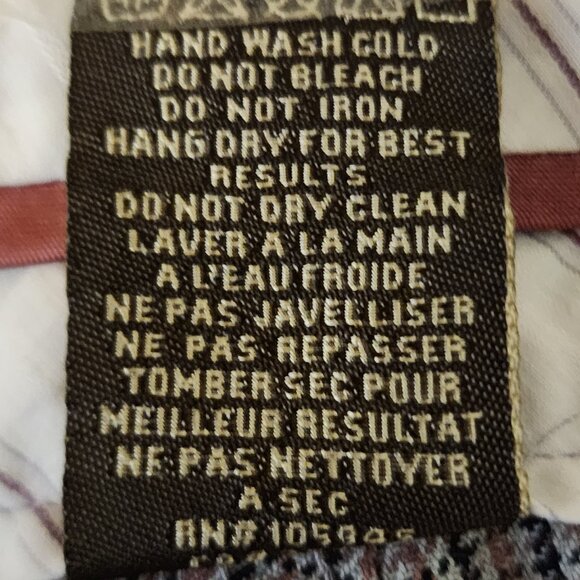 HAND WASH COLD
DO NOT BLEACH
DO NOT IRON
HANG DRY FOR BEST
RESULTS
DO NOT DRY CLEAN
LAVER A LA MAIN
A L'EAU FROIDE
NE PAS JAVELLISER
NE PAS REPASSER
TOMBER SEC POUR
MEILLEUR RESULTAT
NE PAS NETTOYER
A SEC